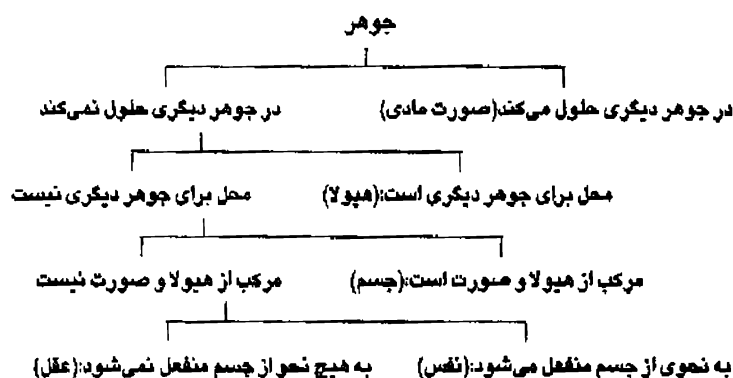 جوهر
در جوهر دیگری حلول می‌کند(صورت مادی) در جوهر دیگری حلول نمی‌کند
محل برای جوهر دیگری است:(هیولا) محل برای جوهر دیگری نیست
مرکب از هیولا و صورت است:(جسم) مرکب از هیولا و صورت نیست
به نحوی از جسم منفعل می‌شود:(نفس) به هیچ نحو از جسم منفعل نمی‌شود:(عقل)